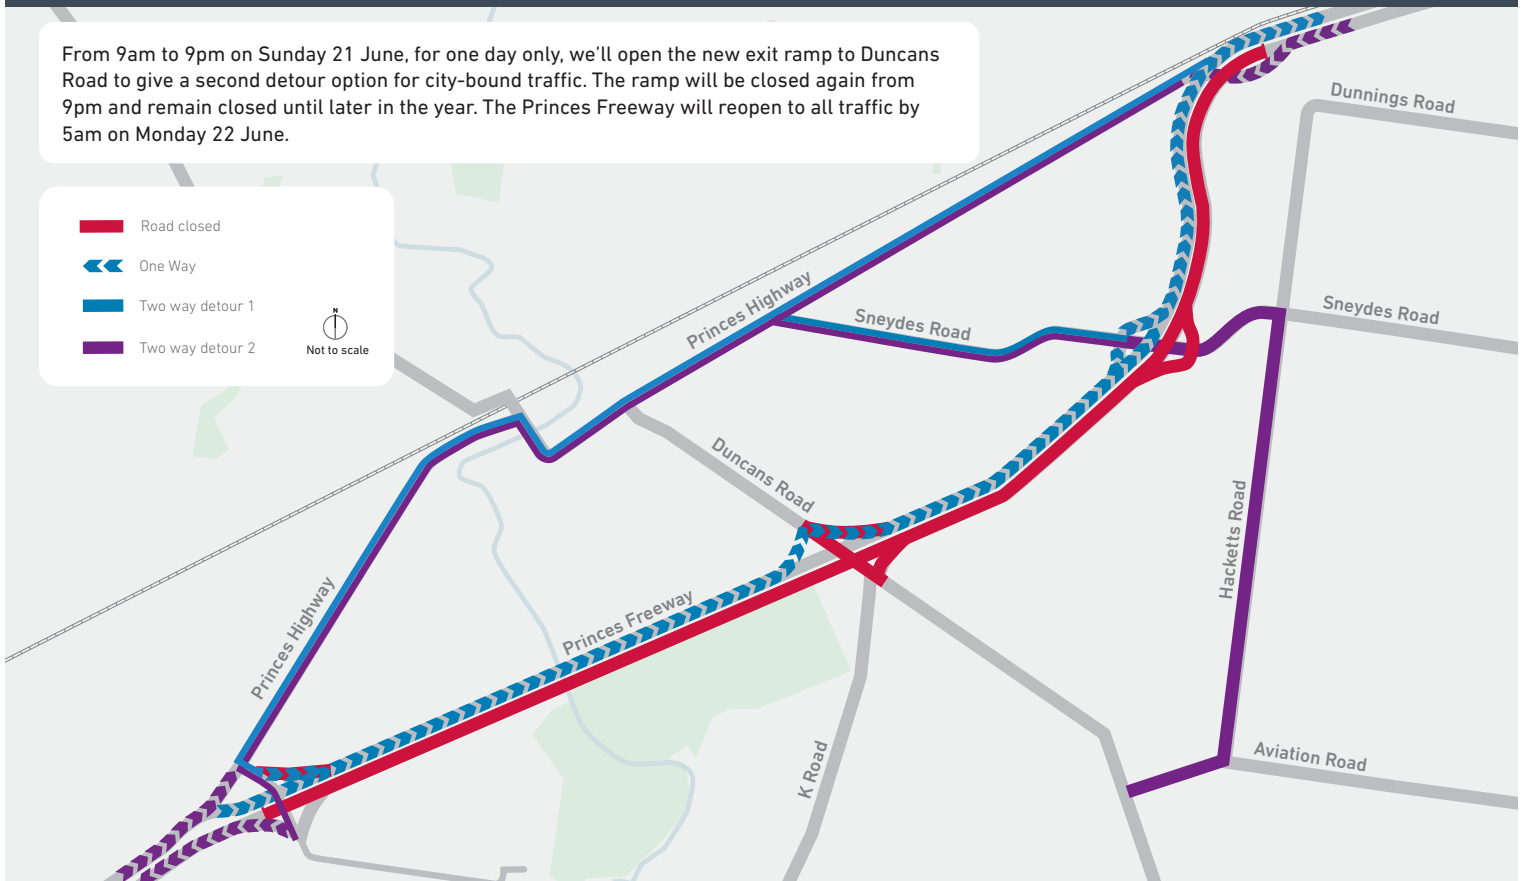 From 9am to 9pm on Sunday 21 June, for one day only, we'll open the new exit ramp to Duncans
Road to give a second detour option for city-bound traffic. The ramp will be closed again from
9pm and remain closed until later in the year. The Princes Freeway will reopen to all traffic by
5am on Monday 22 June.
Road closed
One Way
Two way detour 1
Two way detour 2
N
Not to scale
Dunnings Road
Princes Highway
Sneydes Road
Sneydes Road
Duncans Road
Hacketts Road
Princes Highway
Princes Freeway
K Road
Aviation Road